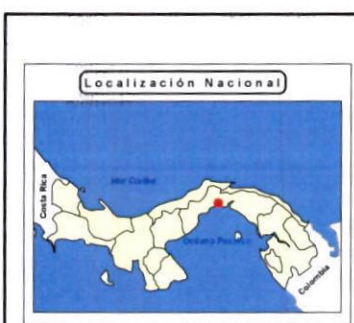 Localización Nacional
Mar Caribe
Costa Rica
Océano Pacífico
Colombia